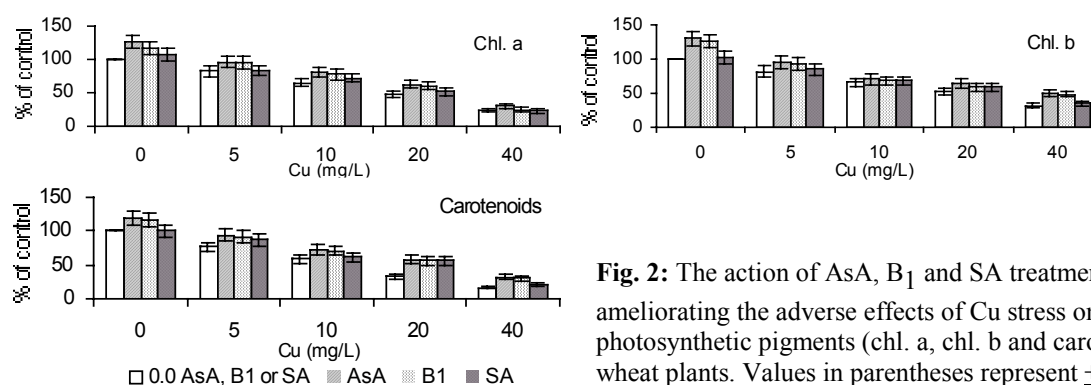 150
100
50
0
% of control
Chl. a
0 5 10 20 40
Cu (mg/L)
150
100
50
0
% of control
Chl. b
0 5 10 20 40
Cu (mg/L)
150
100
50
0
% of control
Carotenoids
0 5 10 20 40
Cu (mg/L)
0.0 AsA, B1 or SA AsA B1 SA
Fig. 2: The action of AsA, B1 and SA treatmen
ameliorating the adverse effects of Cu stress or
photosynthetic pigments (chl. a, chl. b and caro
wheat plants. Values in parentheses represent